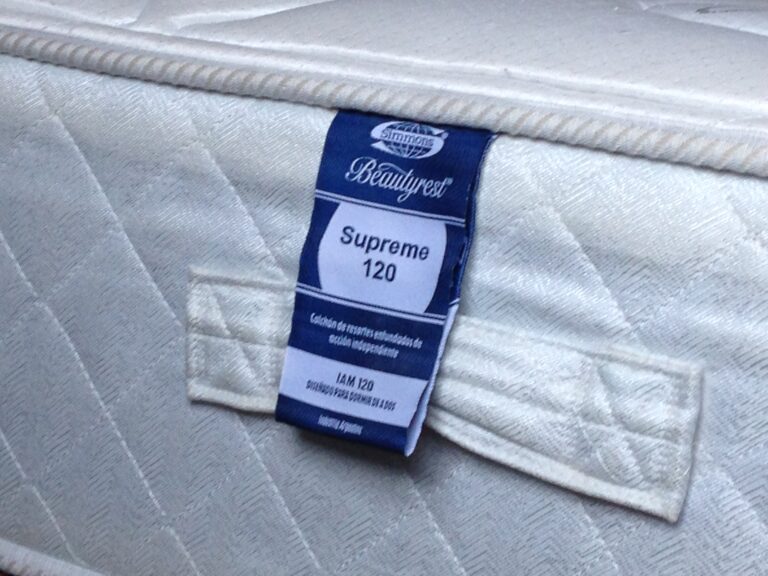 Simmons
Beautyrest®
Supreme
120
Colchón de resortes enfundados de
acción independiente
IAM 120
DISEÑADO PARA DORMIR DE A DOS
Industria Argentina